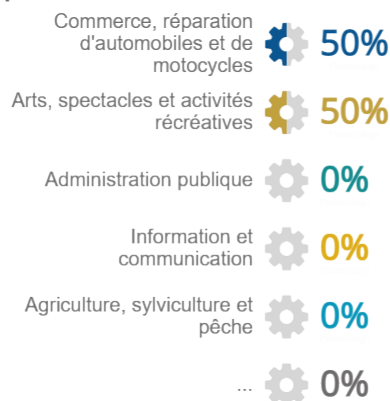 Commerce, réparation
d'automobiles et de
motocycles
50%
Arts, spectacles et activités
récréatives
50%
Administration publique
0%
Information et
communication
0%
Agriculture, sylviculture et
pêche
0%
...
0%